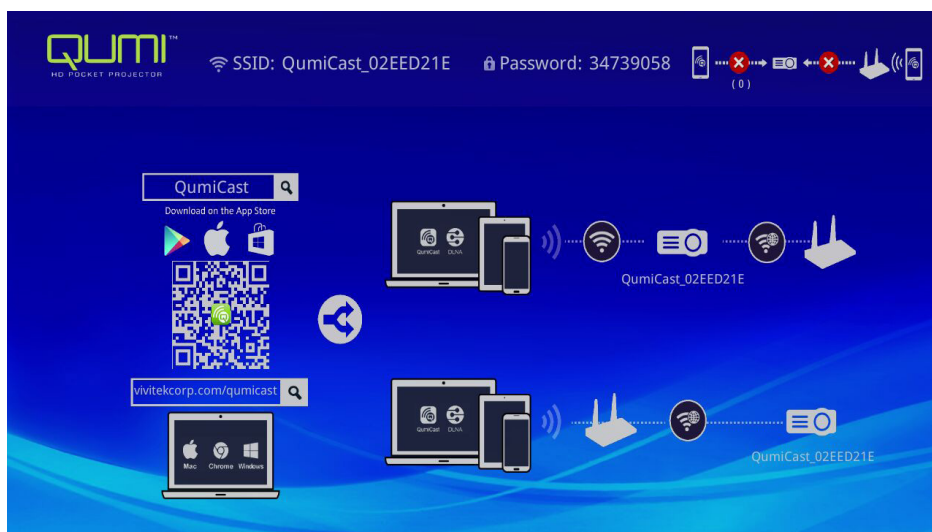 QUMI™
HD POCKET PROJECTOR
SSID: QumiCast_02EED21E
Password: 34739058
( 0 )
QumiCast
Download on the App Store
vivitekcorp.com/qumicast
Mac Chrome Windows
QumiCast DLNA
QumiCast_02EED21E
QumiCast DLNA
QumiCast_02EED21E